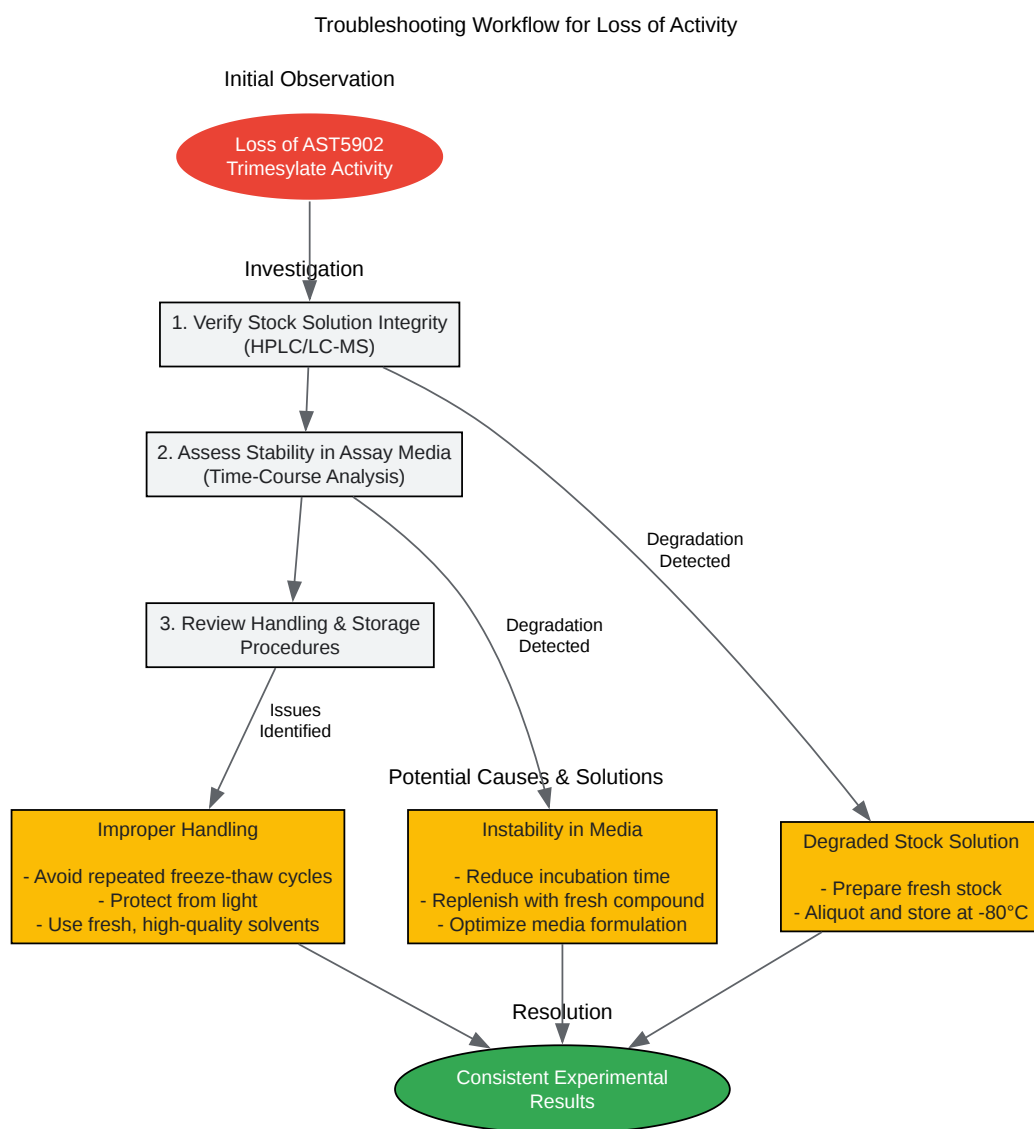 Troubleshooting Workflow for Loss of Activity
Initial Observation
Loss of AST5902
Trimesylate Activity
Investigation
1. Verify Stock Solution Integrity
(HPLC/LC-MS)
2. Assess Stability in Assay Media
(Time-Course Analysis)
Degradation
Detected
3. Review Handling & Storage
Procedures
Degradation
Detected
Issues
Identified
Potential Causes & Solutions
Improper Handling
- Avoid repeated freeze-thaw cycles
- Protect from light
- Use fresh, high-quality solvents
Instability in Media
- Reduce incubation time
- Replenish with fresh compound
- Optimize media formulation
Degraded Stock Solution
- Prepare fresh stock
- Aliquot and store at -80°C
Resolution
Consistent Experimental
Results